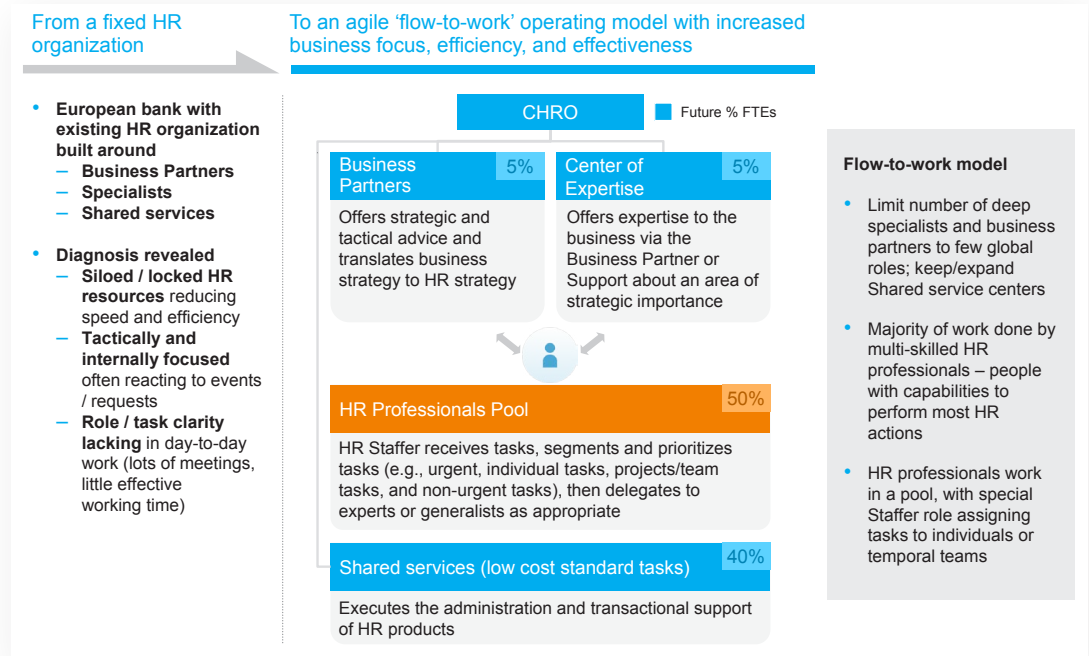 From a fixed HR
organization
To an agile ‘flow-to-work’ operating model with increased
business focus, efficiency, and effectiveness
• European bank with
existing HR organization
built around
– Business Partners
– Specialists
– Shared services
• Diagnosis revealed
– Siloed / locked HR
resources reducing
speed and efficiency
– Tactically and
internally focused
often reacting to events
/ requests
– Role / task clarity
lacking in day-to-day
work (lots of meetings,
little effective
working time)
CHRO
Future % FTEs
Business
Partners
5%
Offers strategic and
tactical advice and
translates business
strategy to HR strategy
Center of
Expertise
5%
Offers expertise to the
business via the
Business Partner or
Support about an area of
strategic importance
HR Professionals Pool
50%
HR Staffer receives tasks, segments and prioritizes
tasks (e.g., urgent, individual tasks, projects/team
tasks, and non-urgent tasks), then delegates to
experts or generalists as appropriate
Shared services (low cost standard tasks)
40%
Executes the administration and transactional support
of HR products
Flow-to-work model
• Limit number of deep
specialists and business
partners to few global
roles; keep/expand
Shared service centers
• Majority of work done by
multi-skilled HR
professionals – people
with capabilities to
perform most HR
actions
• HR professionals work
in a pool, with special
Staffer role assigning
tasks to individuals or
temporal teams